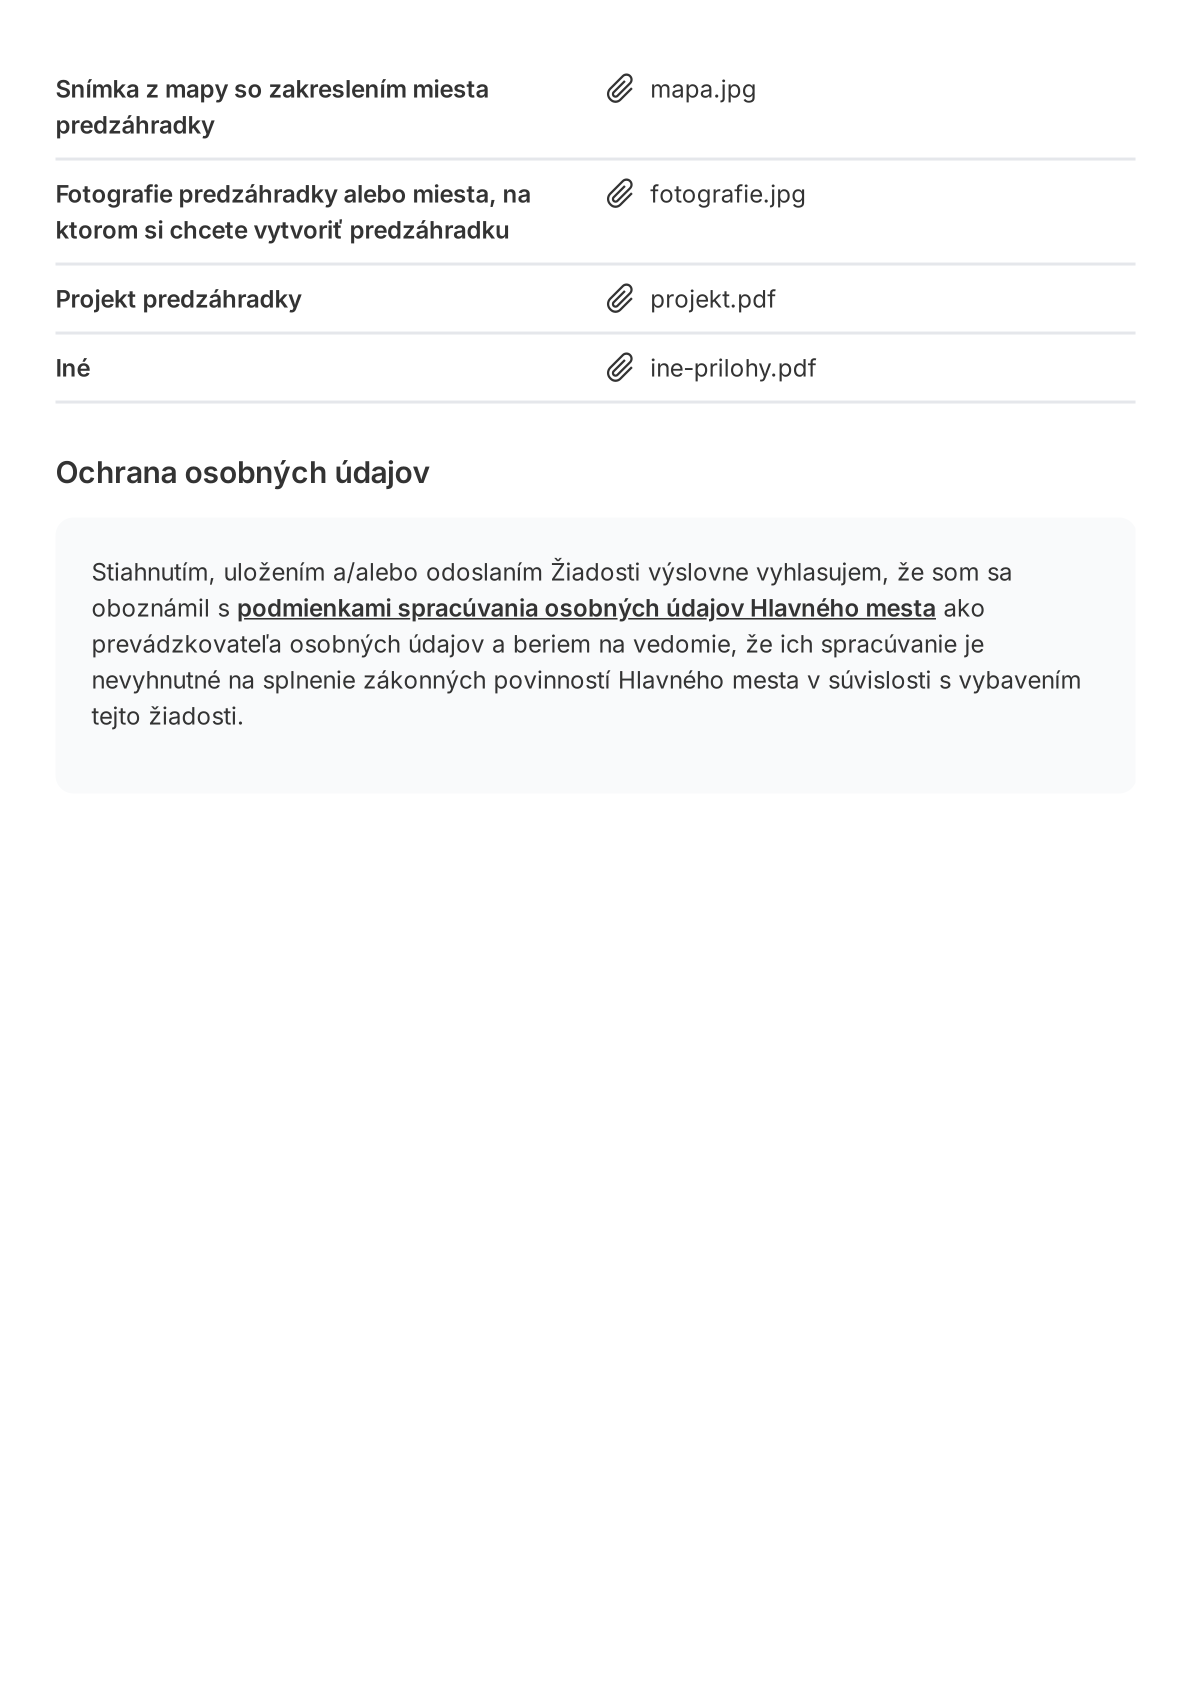 Snímka z mapy so zakreslením miesta
predzáhradky
mapa.jpg
Fotografie predzáhradky alebo miesta, na
ktorom si chcete vytvoriť predzáhradku
fotografie.jpg
Projekt predzáhradky
projekt.pdf
Iné
ine-prilohy.pdf
Ochrana osobných údajov
Stiahnutím, uložením a/alebo odoslaním Žiadosti výslovne vyhlasujem, že som sa
oboznámil s podmienkami spracúvania osobných údajov Hlavného mesta ako
prevádzkovateľa osobných údajov a beriem na vedomie, že ich spracúvanie je
nevyhnutné na splnenie zákonných povinností Hlavného mesta v súvislosti s vybavením
tejto žiadosti.